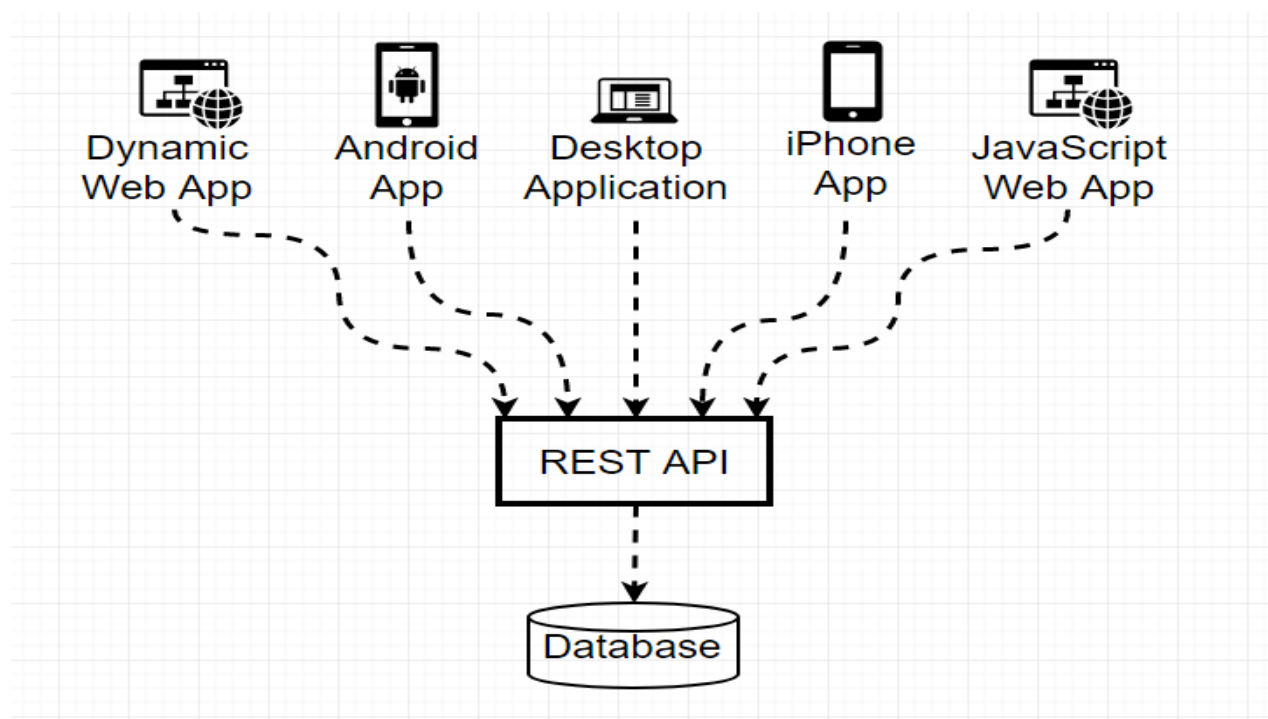 Dynamic
Web App
Android
App
Desktop
Application
iPhone
App
JavaScript
Web App
REST API
Database